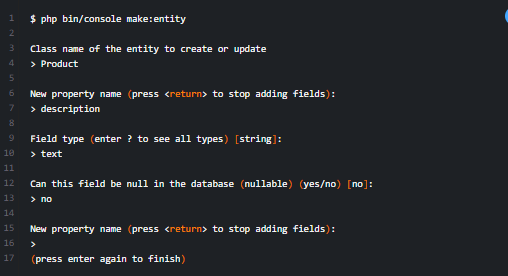 1 $ php bin/console make:entity
2
3 Class name of the entity to create or update
4 > Product
5
6 New property name (press <return> to stop adding fields):
7 > description
8
9 Field type (enter ? to see all types) [string]:
10 > text
11
12 Can this field be null in the database (nullable) (yes/no) [no]:
13 > no
14
15 New property name (press <return> to stop adding fields):
16 >
17 (press enter again to finish)